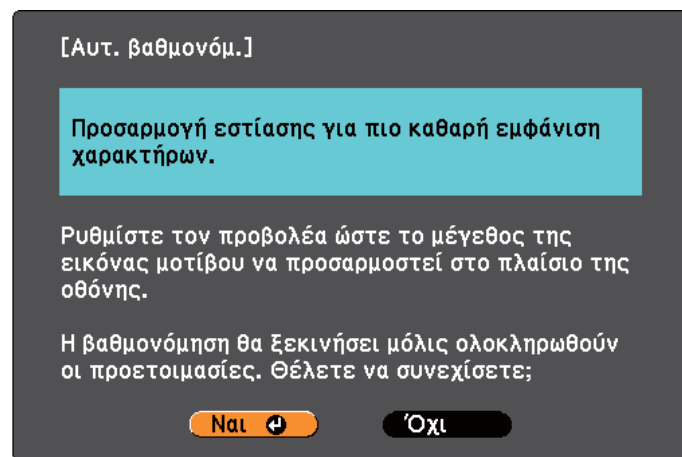 [Αυτ. βαθμονόμ.]
Προσαρμογή εστίασης για πιο καθαρή εμφάνιση
χαρακτήρων.
Ρυθμίστε τον προβολέα ώστε το μέγεθος της
εικόνας μοτίβου να προσαρμοστεί στο πλαίσιο της
οθόνης.
Η βαθμονόμηση θα ξεκινήσει μόλις ολοκληρωθούν
οι προετοιμασίες. Θέλετε να συνεχίσετε;
Ναι Όχι